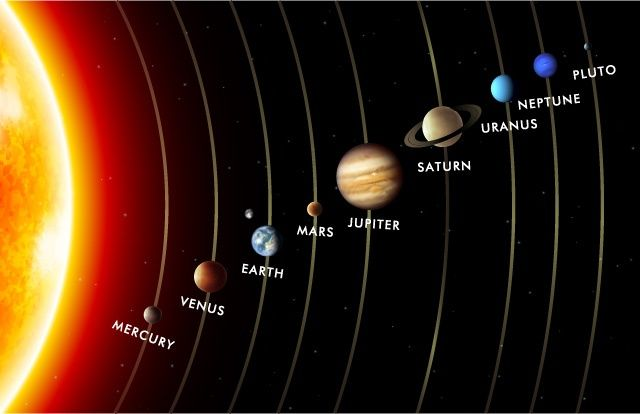 MERCURY
VENUS
EARTH
MARS
JUPITER
SATURN
URANUS
NEPTUNE
PLUTO